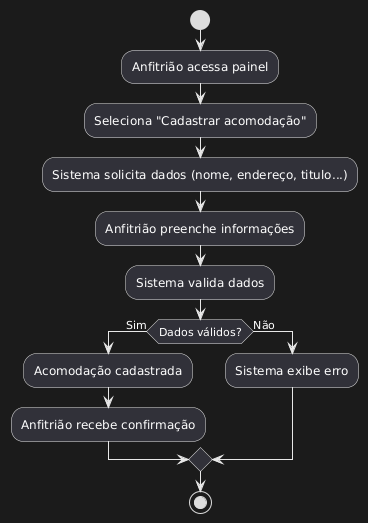 Anfitrião acessa painel
Seleciona "Cadastrar acomodação"
Sistema solicita dados (nome, endereço, titulo...)
Anfitrião preenche informações
Sistema valida dados
Sim
Dados válidos?
Não
Acomodação cadastrada
Sistema exibe erro
Anfitrião recebe confirmação